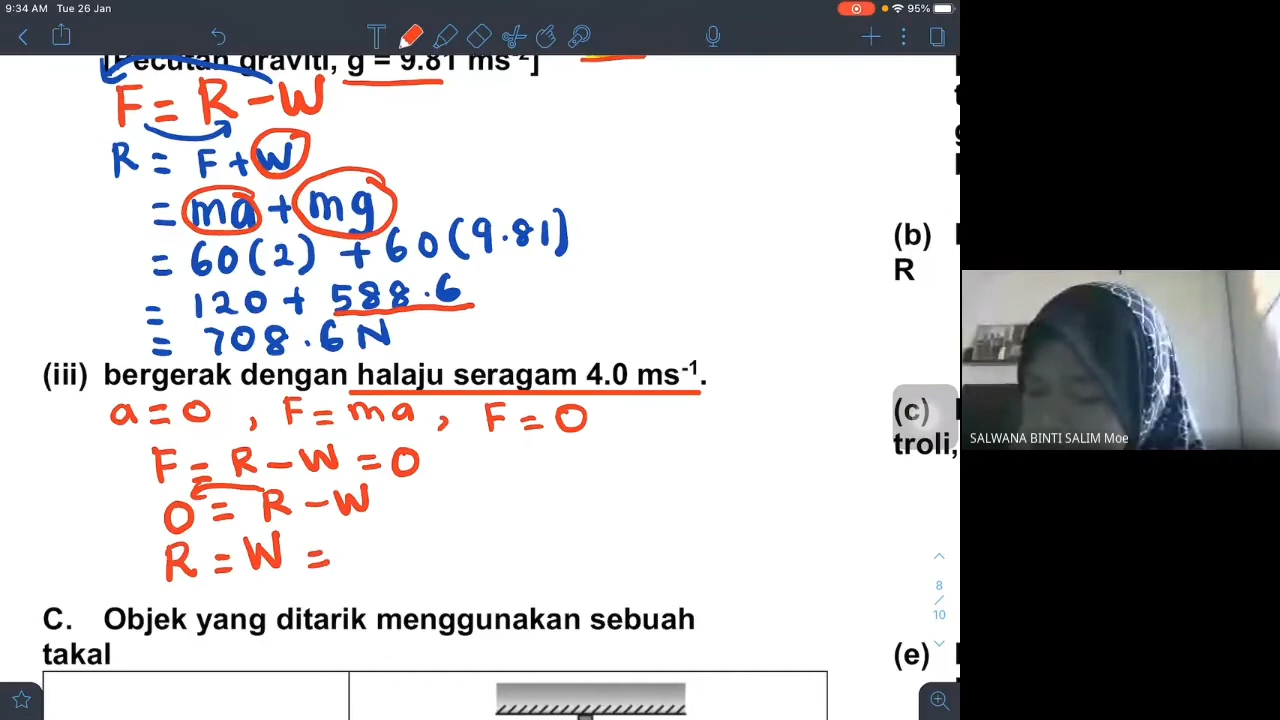 9:34 AM Tue 26 Jan
95%
[Pecutan graviti, g = 9.81 ms⁻²]
F = R - W
R = F + W
= ma + mg
= 60(2) + 60(9.81)
= 120 + 588.6
= 708.6 N
(iii) bergerak dengan halaju seragam 4.0 ms⁻¹.
a = 0 , F = ma , F = 0
F = R - W = 0
0 = R - W
R = W =
C. Objek yang ditarik menggunakan sebuah
takal
(b)
R
(c)
troli,
(e)
8
/
10
SALWANA BINTI SALIM Moe